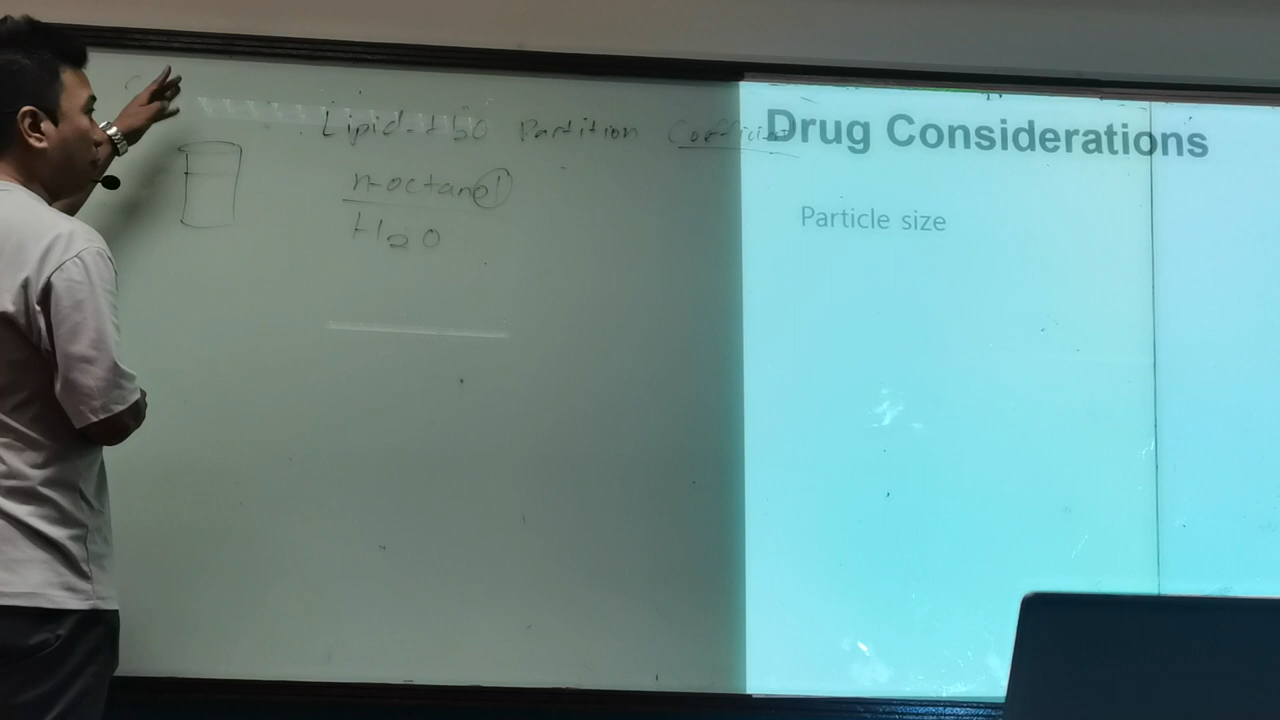 Lipid-H2O Partition Coefficient
n-octanol
H2O
Drug Considerations
Particle size